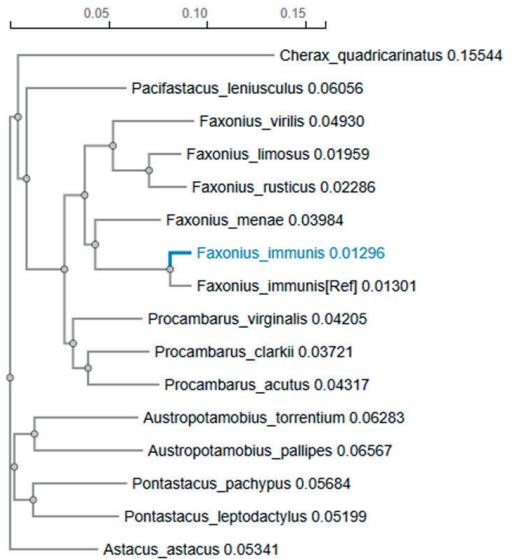 0.05 0.10 0.15
Cherax_quadricarinatus 0.15544
Pacifastacus_leniusculus 0.06056
Faxonius_virilis 0.04930
Faxonius_limosus 0.01959
Faxonius_rusticus 0.02286
Faxonius_menae 0.03984
Faxonius_immunis 0.01296
Faxonius_immunis[Ref] 0.01301
Procambarus_virginalis 0.04205
Procambarus_clarkii 0.03721
Procambarus_acutus 0.04317
Austropotamobius_torrentium 0.06283
Austropotamobius_pallipes 0.06567
Pontastacus_pachypus 0.05684
Pontastacus_leptodactylus 0.05199
Astacus_astacus 0.05341